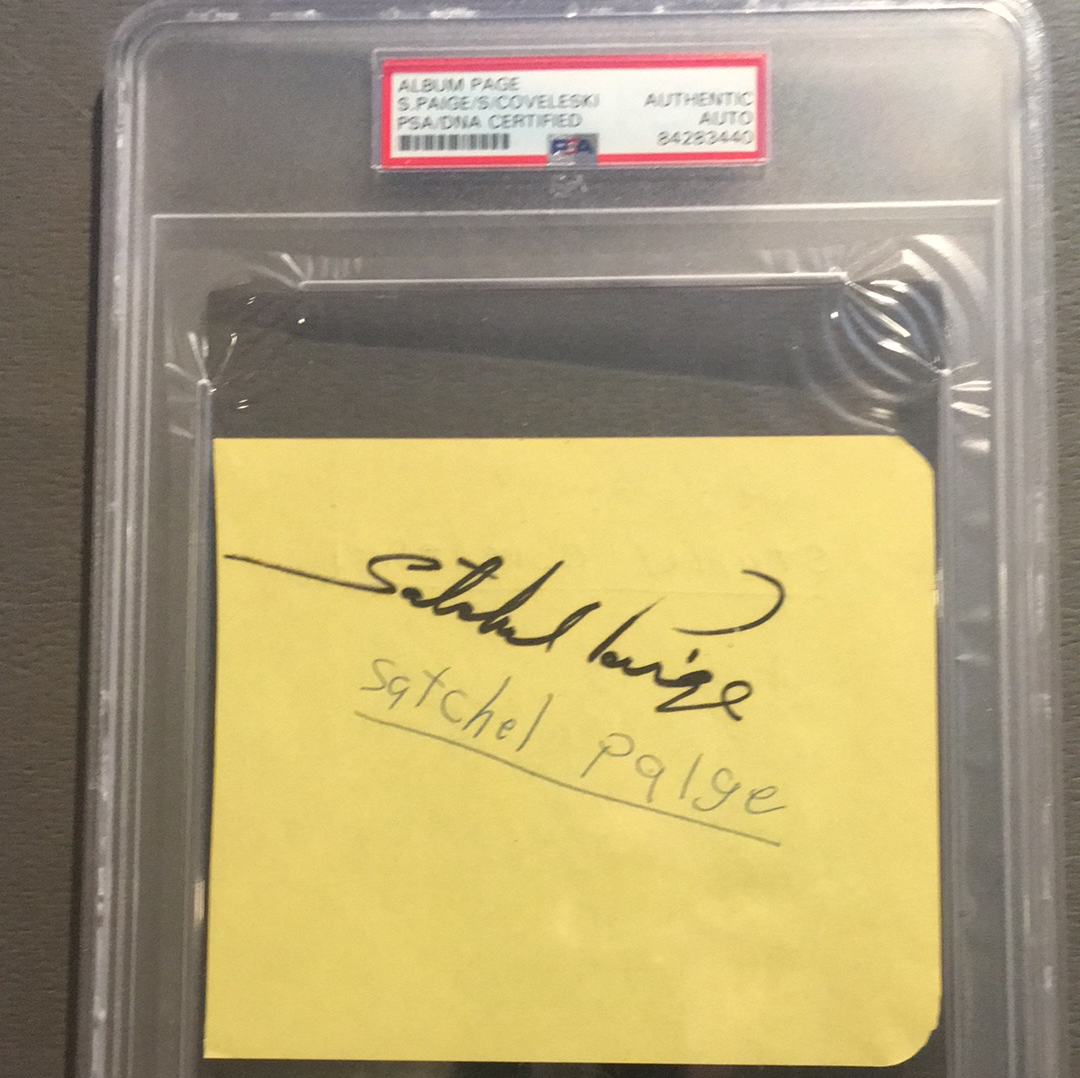 ALBUM PAGE
S.PAIGE/S/COVELESKI AUTHENTIC
PSA/DNA CERTIFIED AUTO
PSA 84283440
Satchel Paige
satchel paige